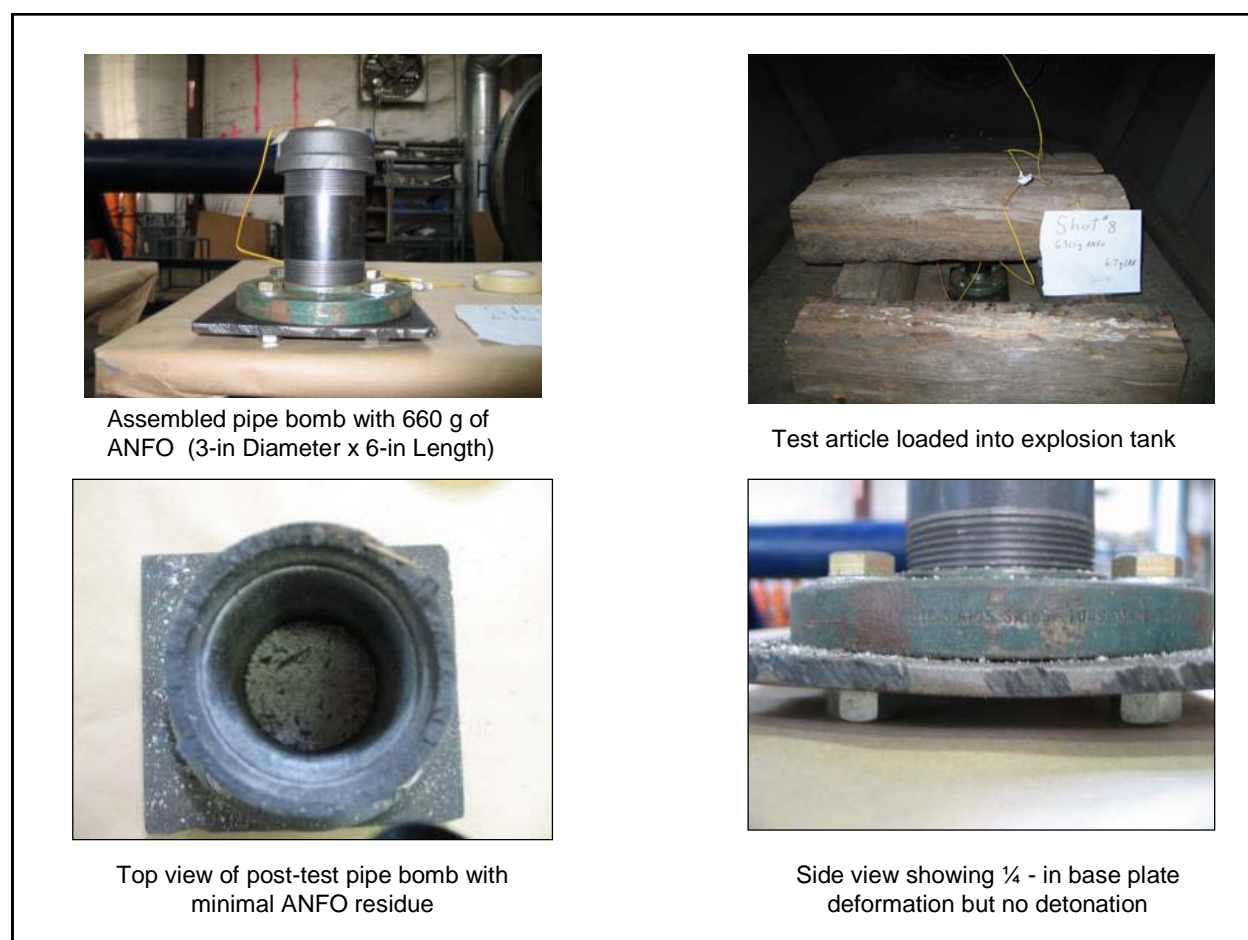 Shot #8
Assembled pipe bomb with 660 g of
ANFO (3-in Diameter x 6-in Length)
Test article loaded into explosion tank
Top view of post-test pipe bomb with
minimal ANFO residue
Side view showing ¼ - in base plate
deformation but no detonation